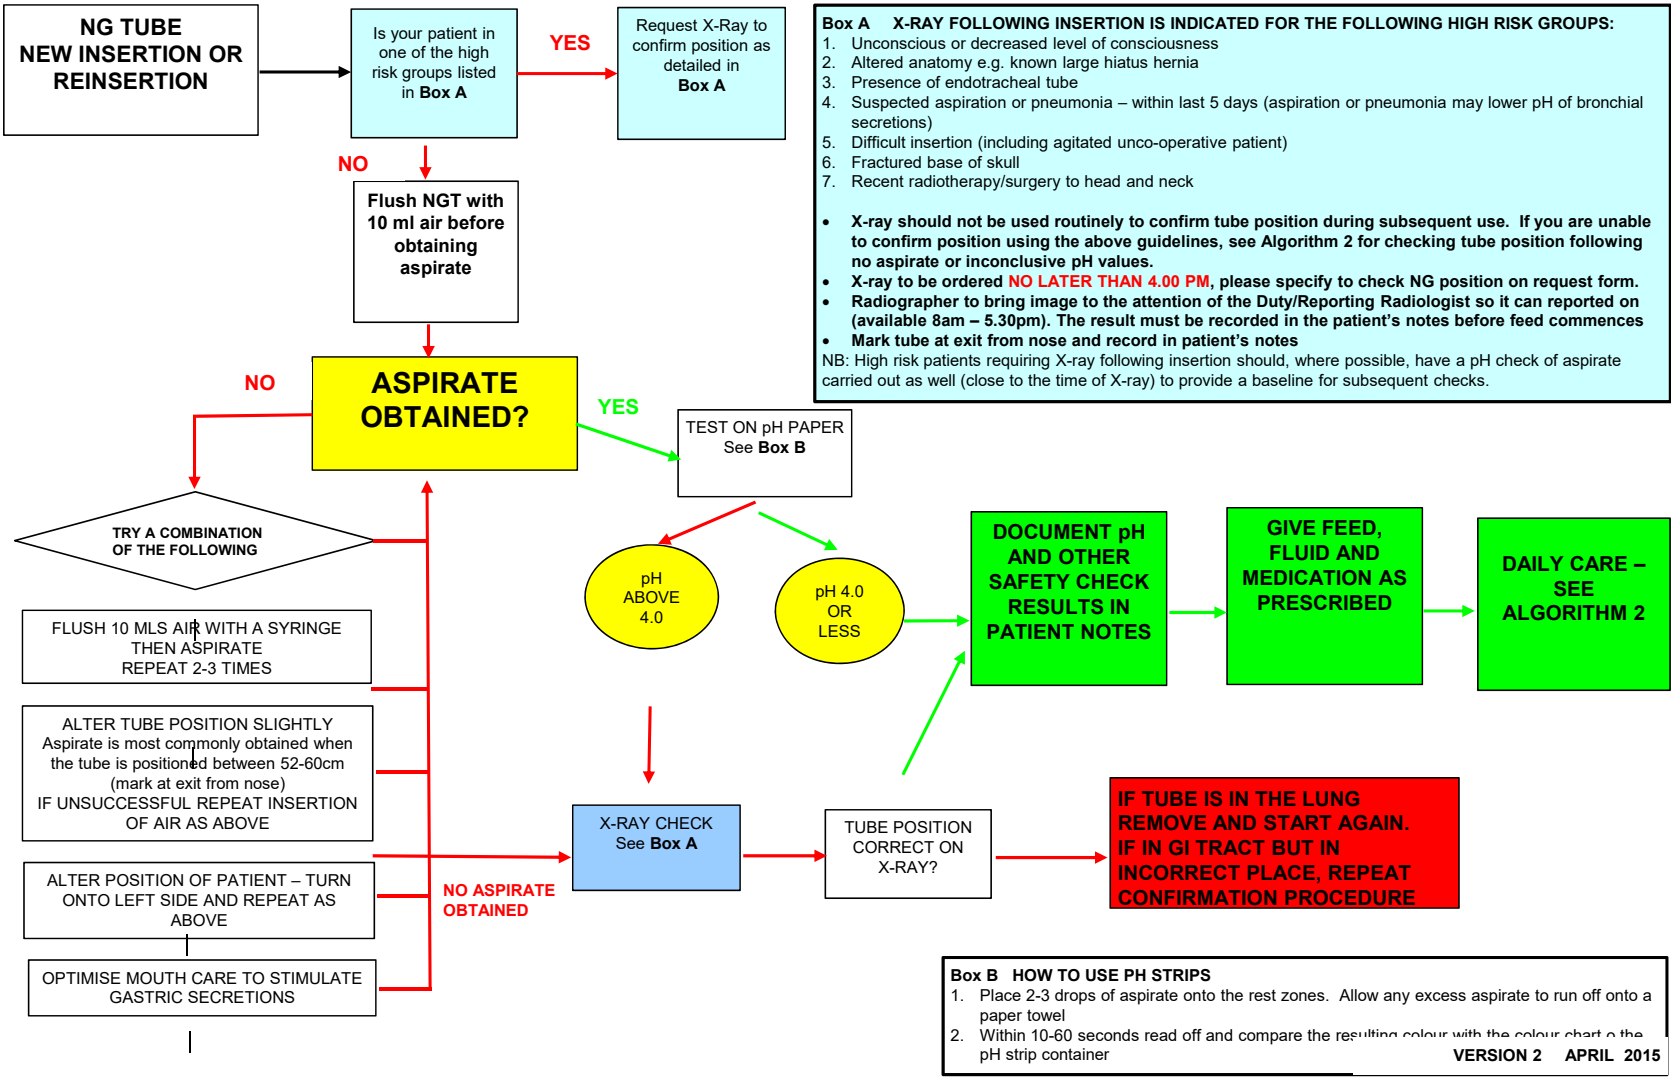 NG TUBE
NEW INSERTION OR
REINSERTION
Is your patient in
one of the high
risk groups listed
in Box A
YES
Request X-Ray to
confirm position as
detailed in
Box A
Box A X-RAY FOLLOWING INSERTION IS INDICATED FOR THE FOLLOWING HIGH RISK GROUPS:
1. Unconscious or decreased level of consciousness
2. Altered anatomy e.g. known large hiatus hernia
3. Presence of endotracheal tube
4. Suspected aspiration or pneumonia – within last 5 days (aspiration or pneumonia may lower pH of bronchial
secretions)
5. Difficult insertion (including agitated unco-operative patient)
6. Fractured base of skull
7. Recent radiotherapy/surgery to head and neck
• X-ray should not be used routinely to confirm tube position during subsequent use. If you are unable
to confirm position using the above guidelines, see Algorithm 2 for checking tube position following
no aspirate or inconclusive pH values.
• X-ray to be ordered NO LATER THAN 4.00 PM, please specify to check NG position on request form.
• Radiographer to bring image to the attention of the Duty/Reporting Radiologist so it can reported on
(available 8am – 5.30pm). The result must be recorded in the patient's notes before feed commences
• Mark tube at exit from nose and record in patient's notes
NB: High risk patients requiring X-ray following insertion should, where possible, have a pH check of aspirate
carried out as well (close to the time of X-ray) to provide a baseline for subsequent checks.
NO
Flush NGT with
10 ml air before
obtaining
aspirate
NO
ASPIRATE
OBTAINED?
YES
TEST ON pH PAPER
See Box B
TRY A COMBINATION
OF THE FOLLOWING
pH
ABOVE
4.0
pH 4.0
OR
LESS
DOCUMENT pH
AND OTHER
SAFETY CHECK
RESULTS IN
PATIENT NOTES
GIVE FEED,
FLUID AND
MEDICATION AS
PRESCRIBED
DAILY CARE –
SEE
ALGORITHM 2
FLUSH 10 MLS AIR WITH A SYRINGE
THEN ASPIRATE
REPEAT 2-3 TIMES
ALTER TUBE POSITION SLIGHTLY
Aspirate is most commonly obtained when
the tube is positioned between 52-60cm
(mark at exit from nose)
IF UNSUCCESSFUL REPEAT INSERTION
OF AIR AS ABOVE
ALTER POSITION OF PATIENT – TURN
ONTO LEFT SIDE AND REPEAT AS
ABOVE
OPTIMISE MOUTH CARE TO STIMULATE
GASTRIC SECRETIONS
NO ASPIRATE
OBTAINED
X-RAY CHECK
See Box A
TUBE POSITION
CORRECT ON
X-RAY?
IF TUBE IS IN THE LUNG
REMOVE AND START AGAIN.
IF IN GI TRACT BUT IN
INCORRECT PLACE, REPEAT
CONFIRMATION PROCEDURE
Box B HOW TO USE PH STRIPS
1. Place 2-3 drops of aspirate onto the rest zones. Allow any excess aspirate to run off onto a
paper towel
2. Within 10-60 seconds read off and compare the resulting colour with the colour chart o the
pH strip container
VERSION 2 APRIL 2015